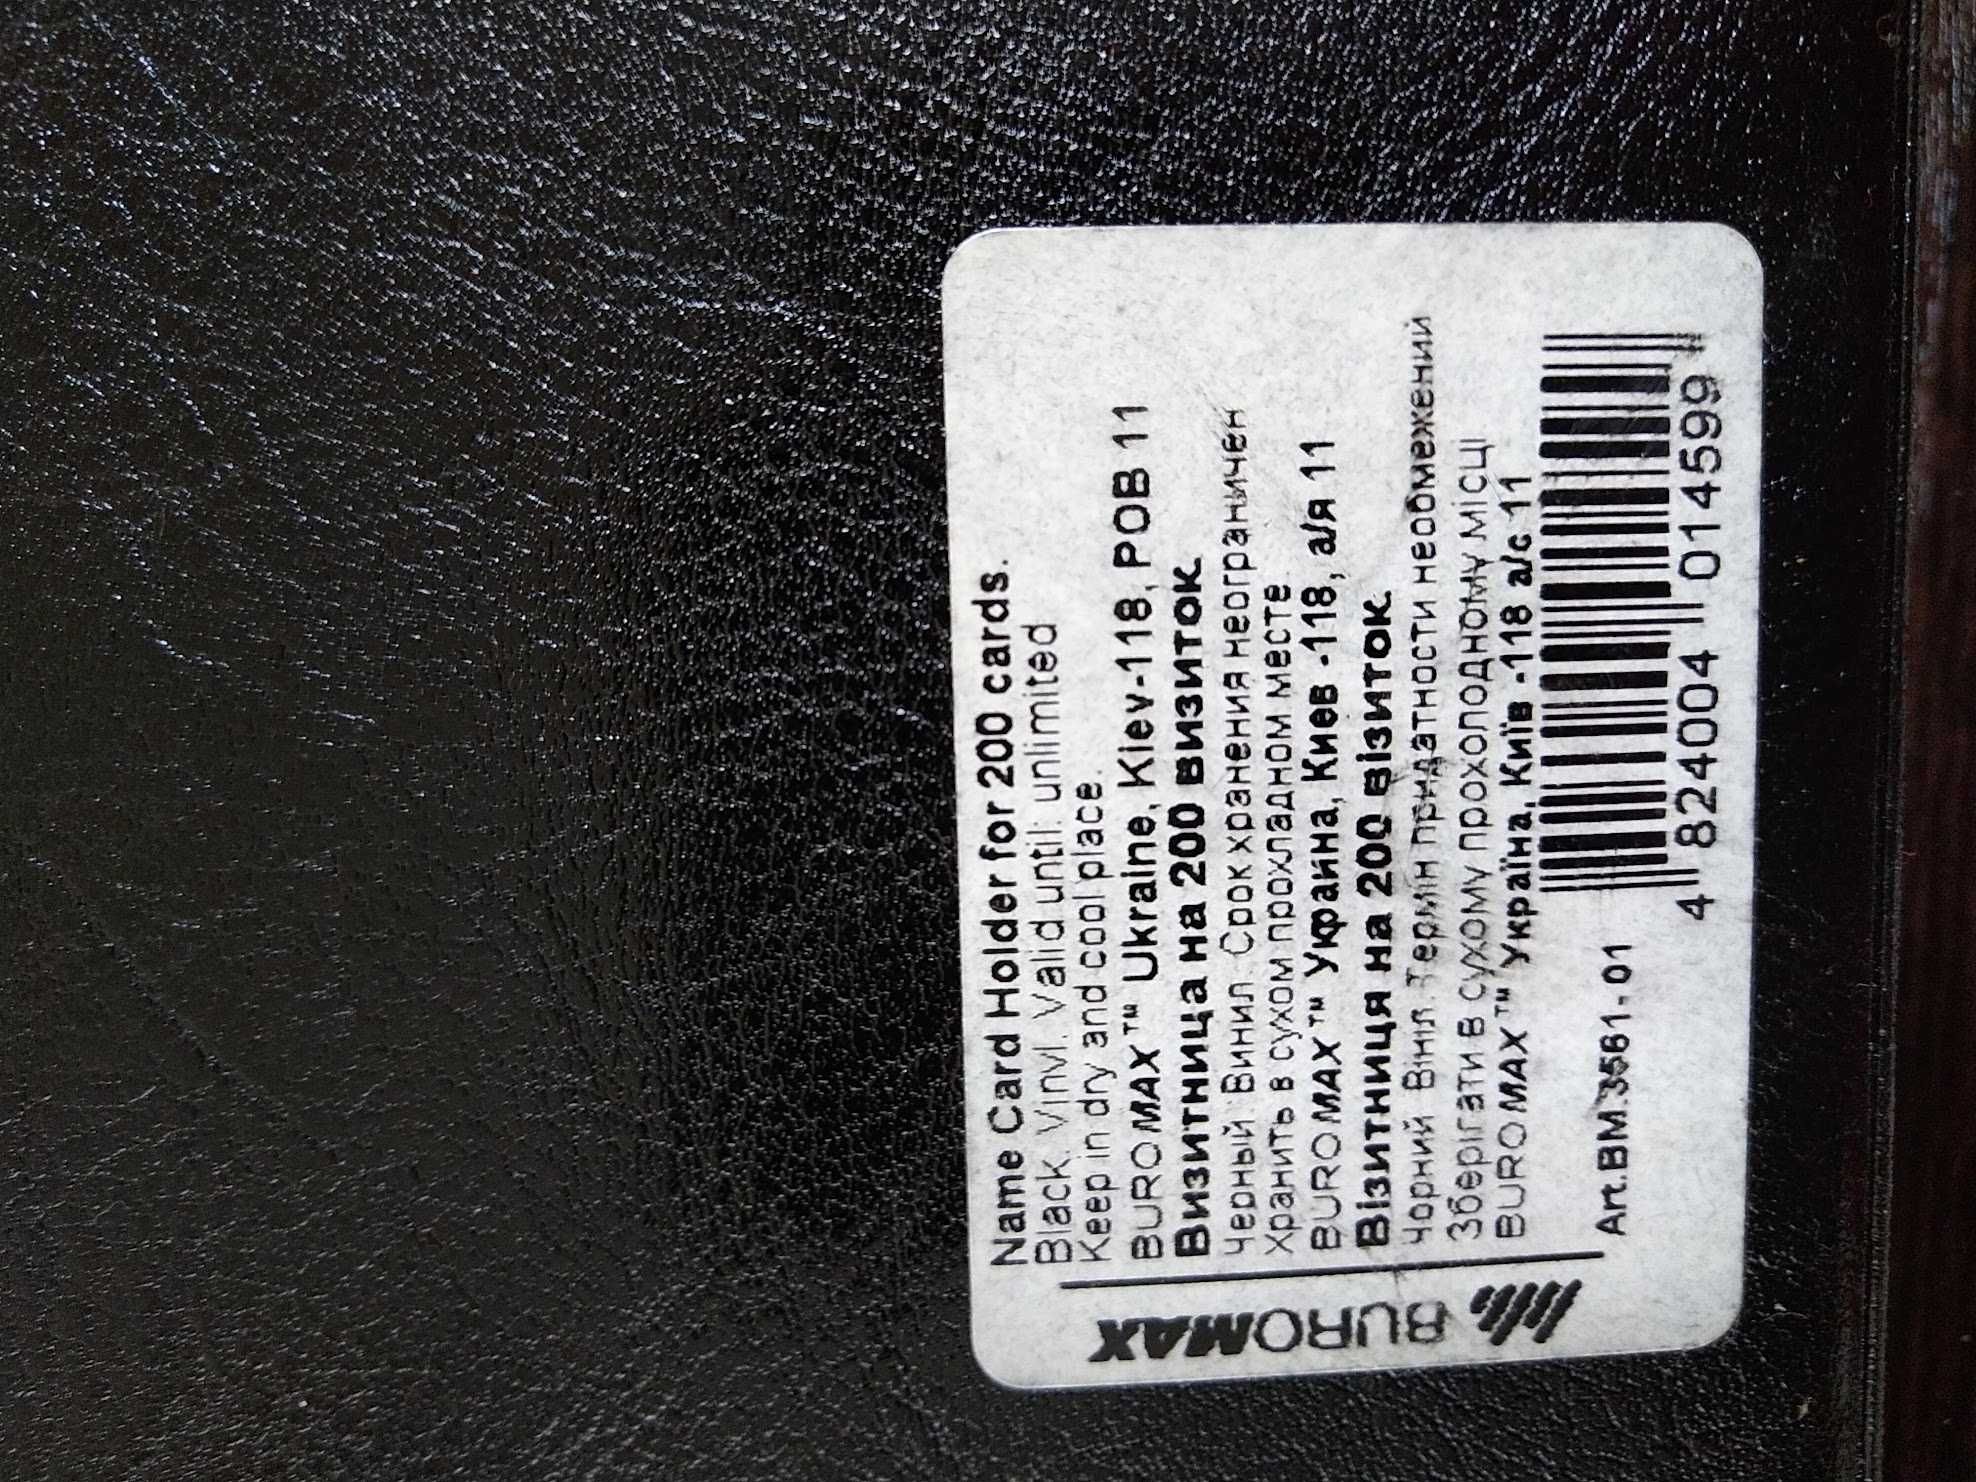 BUROMAX
Name Card Holder for 200 cards.
Black. Vinyl. Valid until: unlimited
Keep in dry and cool place.
BUROMAX™ Ukraine, Kiev-118, POB 11
Визитница на 200 визиток.
Черный. Винил. Срок хранения неограничен
Хранить в сухом прохладном месте.
BUROMAX™ Украйна, Киев -118, а/я 11
Візитниця на 200 візиток.
Чорний. Вініл. Термін придатности необмежений
Зберігати в сухому прохолодному місці
BUROMAX™ Україна, Київ -118 а/с 11
Art.BM.3561-01
4 824004 014599